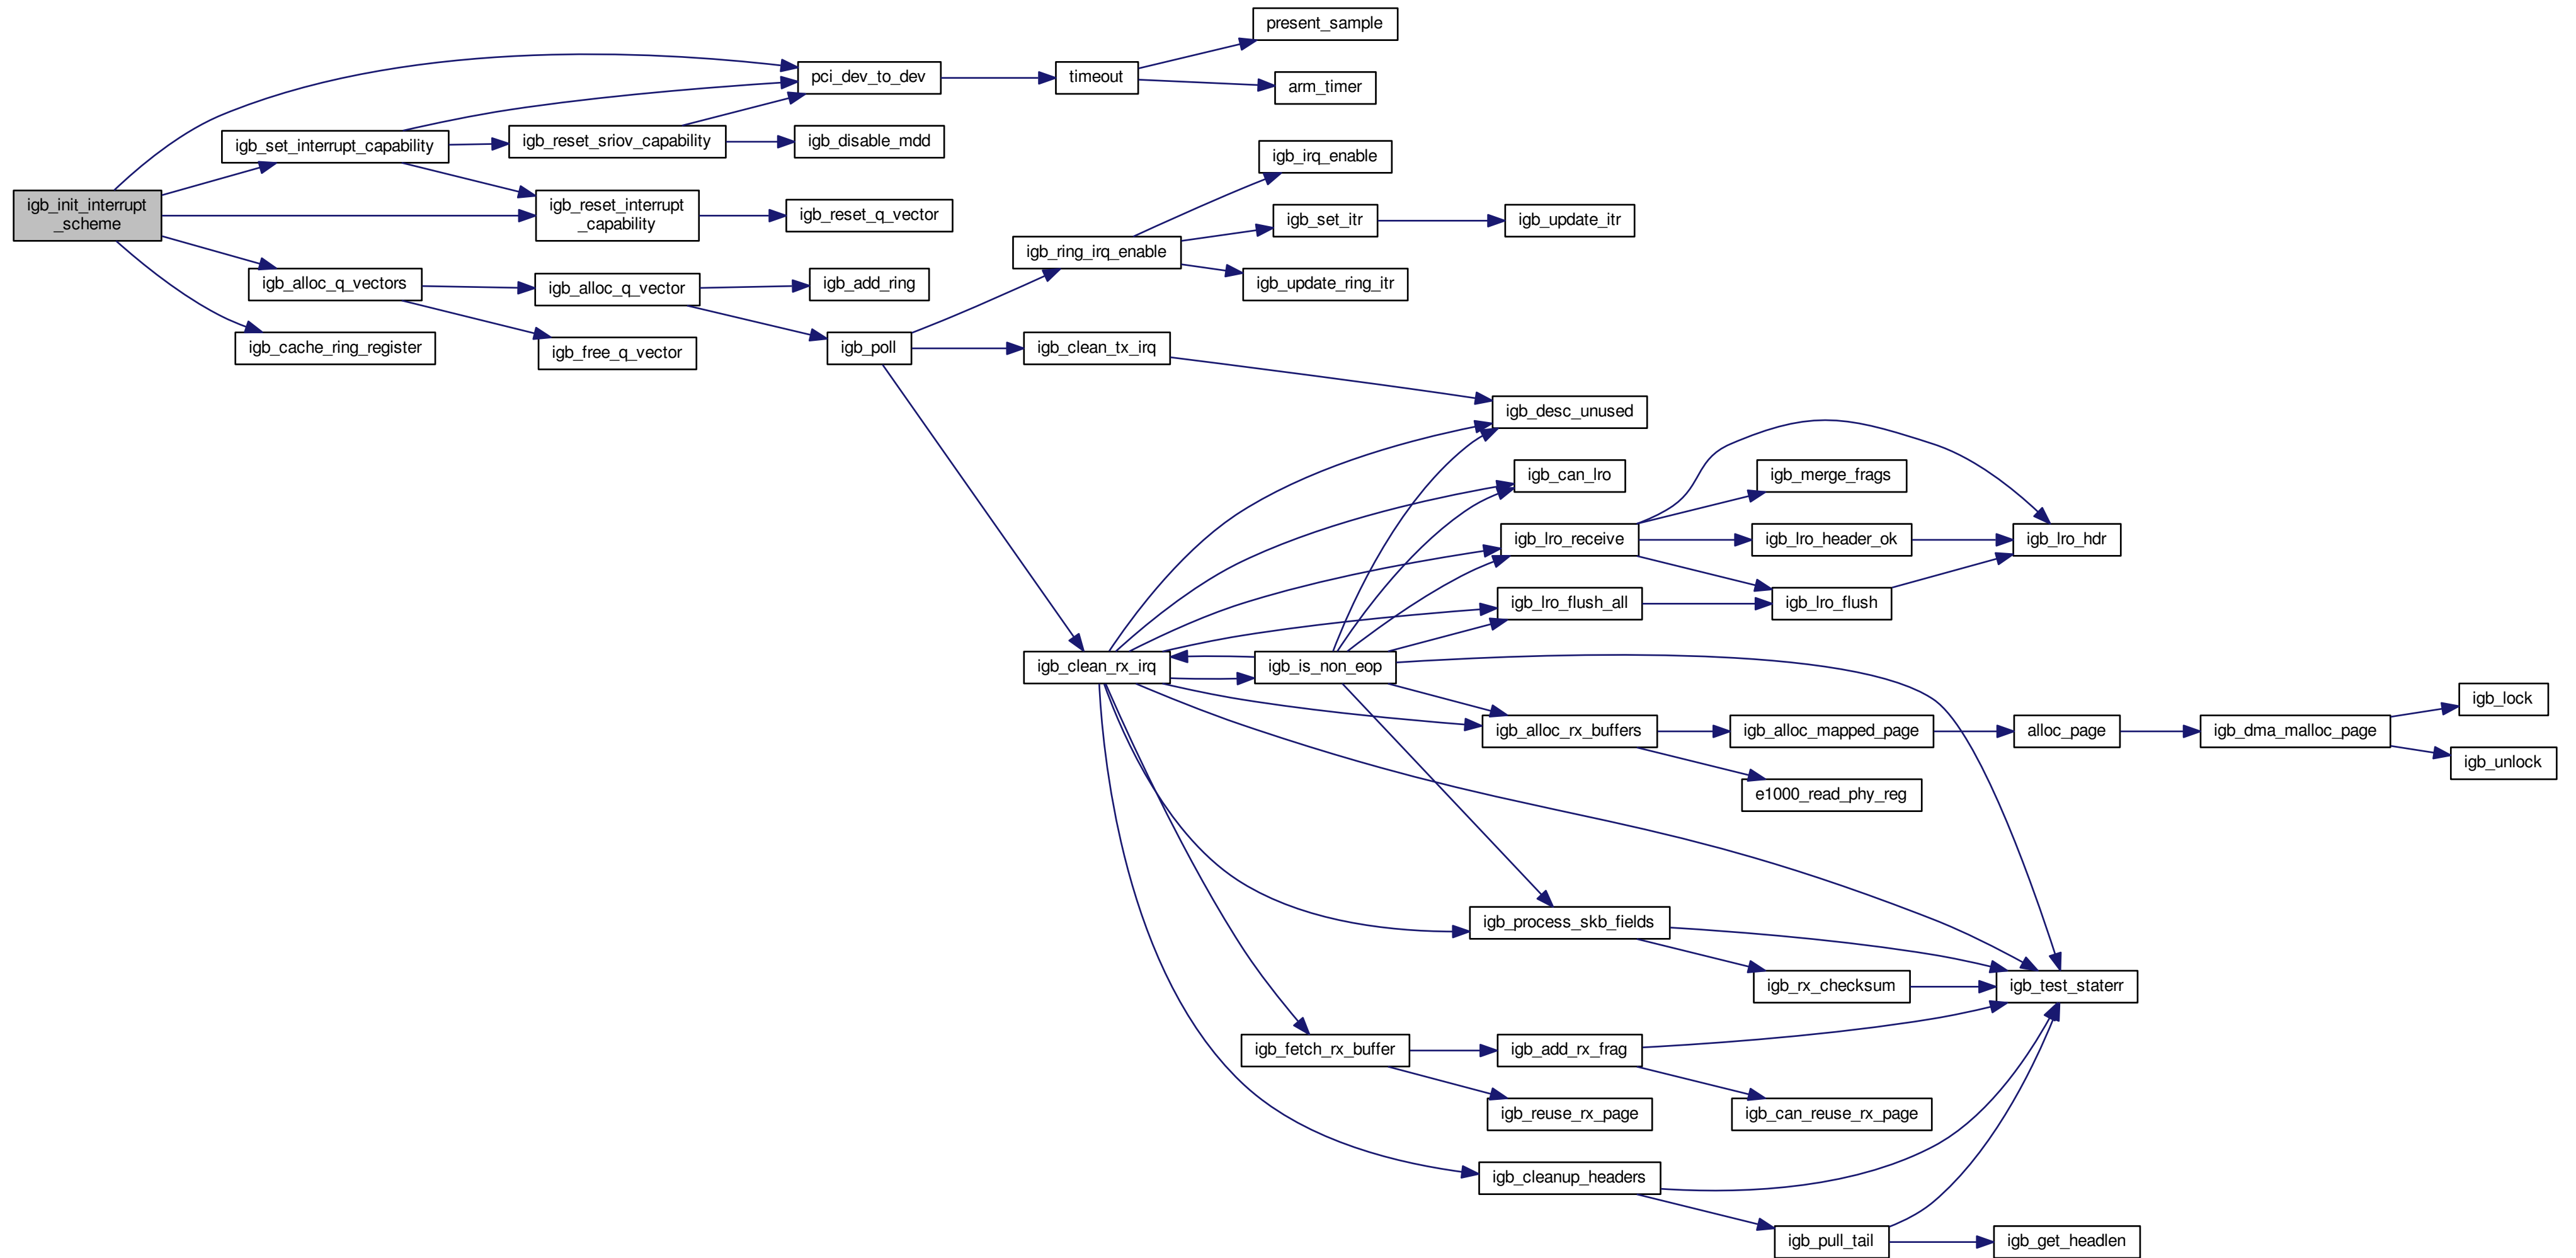 present_sample
pci_dev_to_dev
timeout
arm_timer
igb_set_interrupt_capability
igb_reset_sriov_capability
igb_disable_mdd
igb_irq_enable
igb_init_interrupt
_scheme
igb_reset_interrupt
_capability
igb_reset_q_vector
igb_set_itr
igb_update_itr
igb_ring_irq_enable
igb_alloc_q_vectors
igb_alloc_q_vector
igb_add_ring
igb_update_ring_itr
igb_cache_ring_register
igb_free_q_vector
igb_poll
igb_clean_tx_irq
igb_desc_unused
igb_can_lro
igb_merge_frags
igb_lro_receive
igb_lro_header_ok
igb_lro_hdr
igb_lro_flush_all
igb_lro_flush
igb_clean_rx_irq
igb_is_non_eop
igb_lock
igb_alloc_rx_buffers
igb_alloc_mapped_page
alloc_page
igb_dma_malloc_page
igb_unlock
e1000_read_phy_reg
igb_process_skb_fields
igb_rx_checksum
igb_test_staterr
igb_fetch_rx_buffer
igb_add_rx_frag
igb_reuse_rx_page
igb_can_reuse_rx_page
igb_cleanup_headers
igb_pull_tail
igb_get_headlen